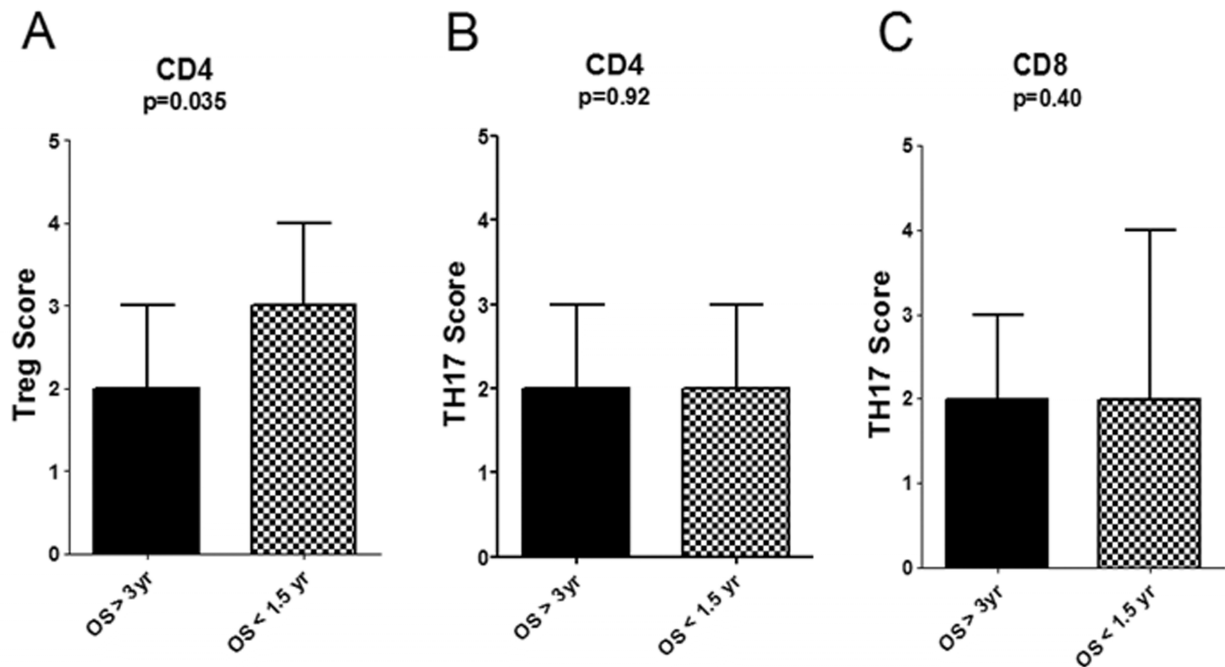 A
CD4
p=0.035
Treg Score
5
4
3
2
1
0
OS > 3yr
OS < 1.5 yr
B
CD4
p=0.92
TH17 Score
5
4
3
2
1
0
OS > 3yr
OS < 1.5 yr
C
CD8
p=0.40
TH17 Score
5
4
3
2
1
0
OS > 3yr
OS < 1.5 yr